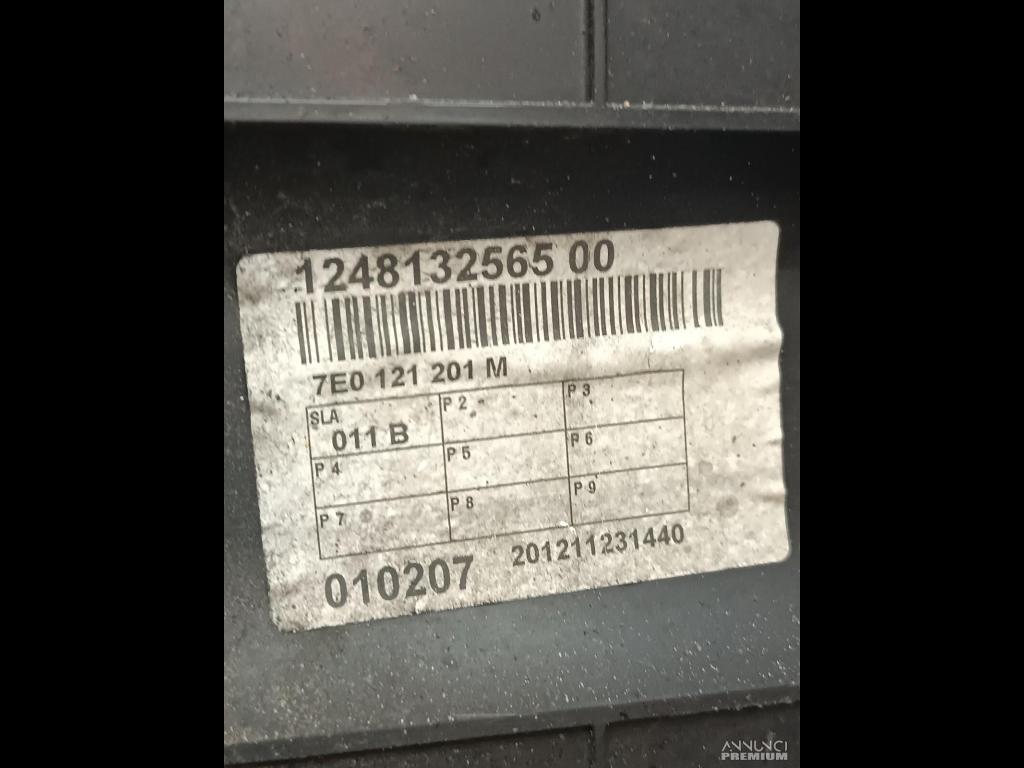 1248132565 00
7E0 121 201 M
SLA P 2 P 3
011 B
P 4 P 5 P 6
P 7 P 8 P 9
010207 201211231440
ANNUNCI
PREMIUM